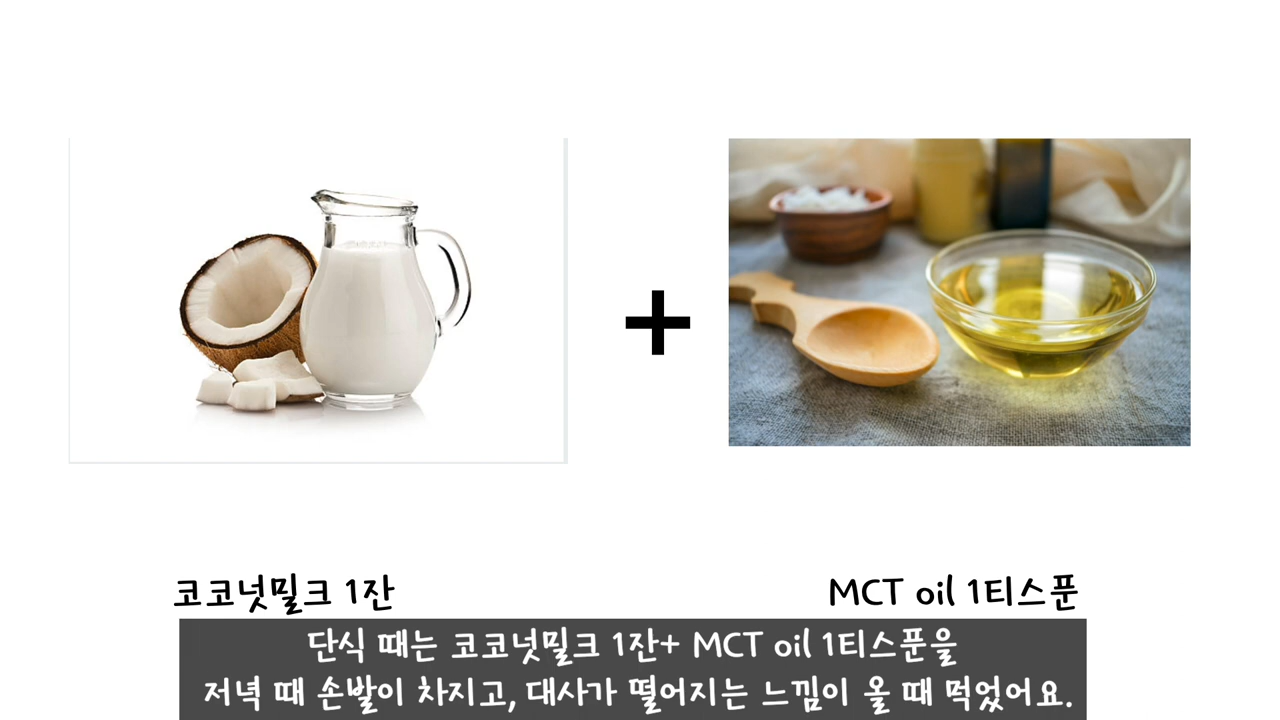 코코넛밀크 1잔
MCT oil 1티스푼
단식 때는 코코넛밀크 1잔+ MCT oil 1티스푼을
저녁 때 손발이 차지고, 대사가 떨어지는 느낌이 올 때 먹었어요.